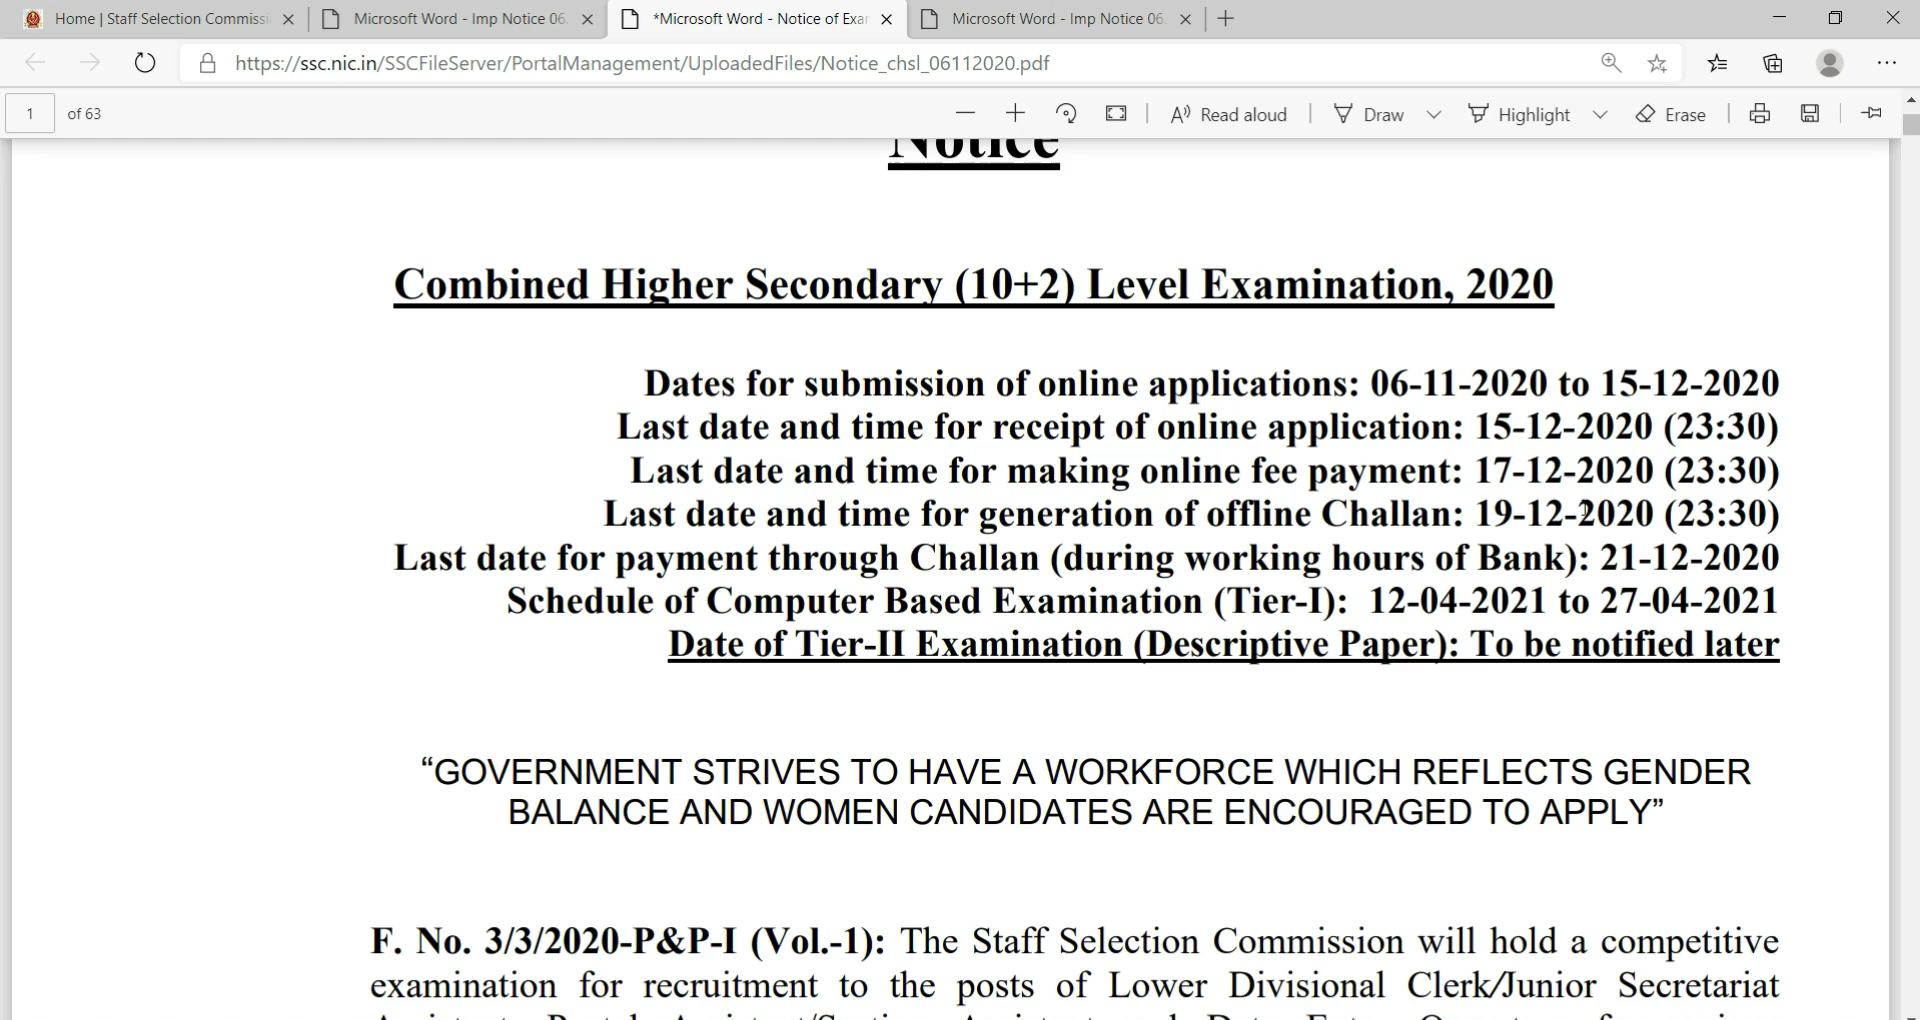 Home | Staff Selection Commissi
Microsoft Word - Imp Notice 06.
*Microsoft Word - Notice of Exar
Microsoft Word - Imp Notice 06.
https://ssc.nic.in/SSCFileServer/PortalManagement/UploadedFiles/Notice_chsl_06112020.pdf
1 of 63
Read aloud
Draw
Highlight
Erase
Notice
Combined Higher Secondary (10+2) Level Examination, 2020
Dates for submission of online applications: 06-11-2020 to 15-12-2020
Last date and time for receipt of online application: 15-12-2020 (23:30)
Last date and time for making online fee payment: 17-12-2020 (23:30)
Last date and time for generation of offline Challan: 19-12-2020 (23:30)
Last date for payment through Challan (during working hours of Bank): 21-12-2020
Schedule of Computer Based Examination (Tier-I): 12-04-2021 to 27-04-2021
Date of Tier-II Examination (Descriptive Paper): To be notified later
“GOVERNMENT STRIVES TO HAVE A WORKFORCE WHICH REFLECTS GENDER
BALANCE AND WOMEN CANDIDATES ARE ENCOURAGED TO APPLY”
F. No. 3/3/2020-P&P-I (Vol.-1): The Staff Selection Commission will hold a competitive
examination for recruitment to the posts of Lower Divisional Clerk/Junior Secretariat